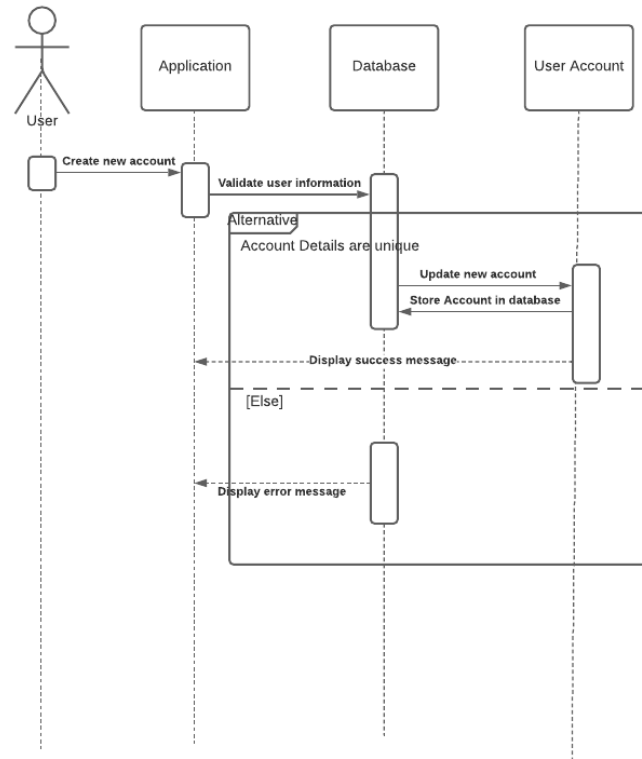 Application
Database
User Account
User
Create new account
Validate user information
Alternative
Account Details are unique
Update new account
Store Account in database
Display success message
[Else]
Display error message